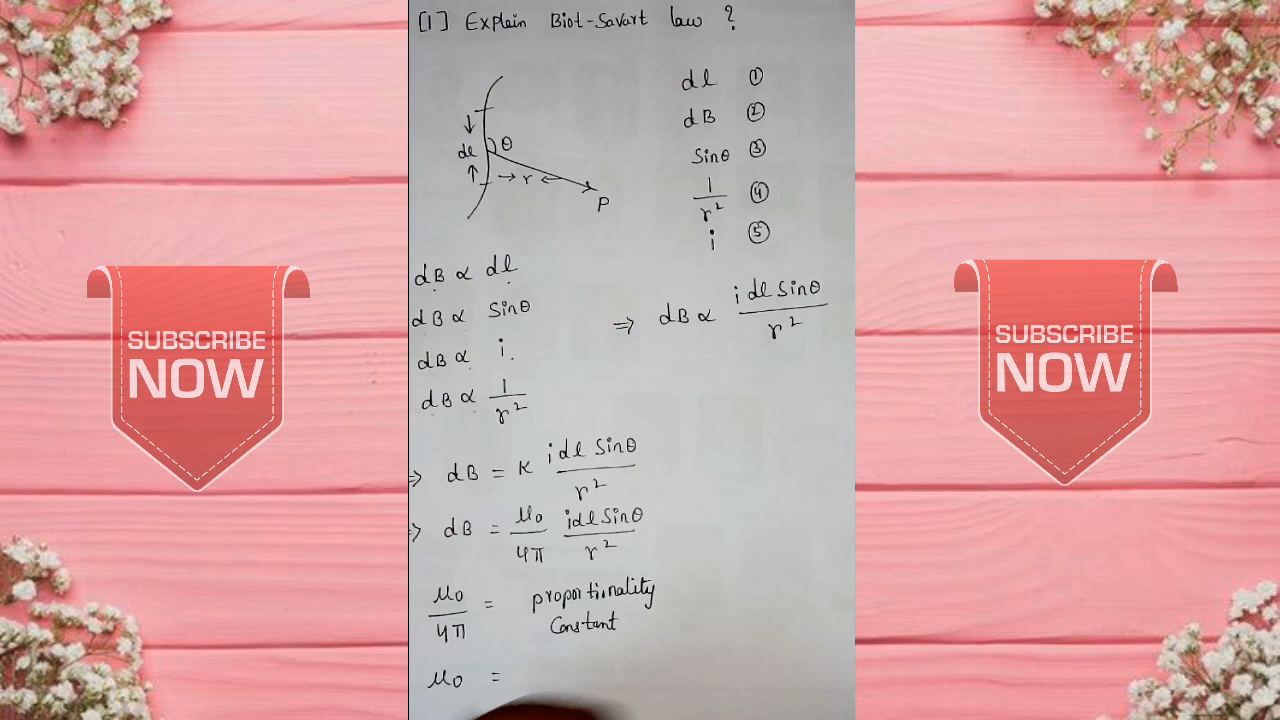 [1] Explain Biot-Savart law ?
dl ①
dB ②
Sinθ ③
1/r² ④
i ⑤
dl
θ
r
P
dB ∝ dl
dB ∝ Sinθ
dB ∝ i
dB ∝ 1/r²
⇒ dB ∝ i dl Sinθ / r²
⇒ dB = K i dl Sinθ / r²
⇒ dB = μ₀/4π idl Sinθ / r²
μ₀/4π = proportionality
Constant
μ₀ =
SUBSCRIBE
NOW
SUBSCRIBE
NOW